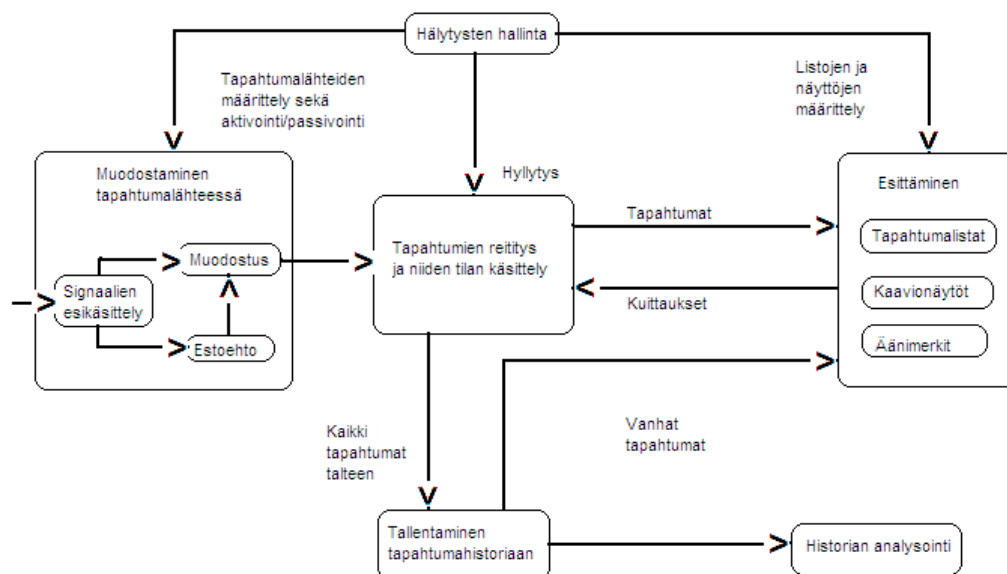 Hälytysten hallinta
Tapahtumalähteiden
määrittely sekä
aktivointi/passivointi
Listojen ja
näyttöjen
määrittely
Muodostaminen
tapahtumalähteessä
Hyllytys
Esittäminen
Tapahtumat
Tapahtumalistat
Muodostus
Tapahtumien reititys
ja niiden tilan käsittely
Signaalien
esikäsittely
Kaavionäytöt
Kuittaukset
Estoehto
Äänimerkit
Kaikki
tapahtumat
talteen
Vanhat
tapahtumat
Tallentaminen
tapahtumahistoriaan
Historian analysointi